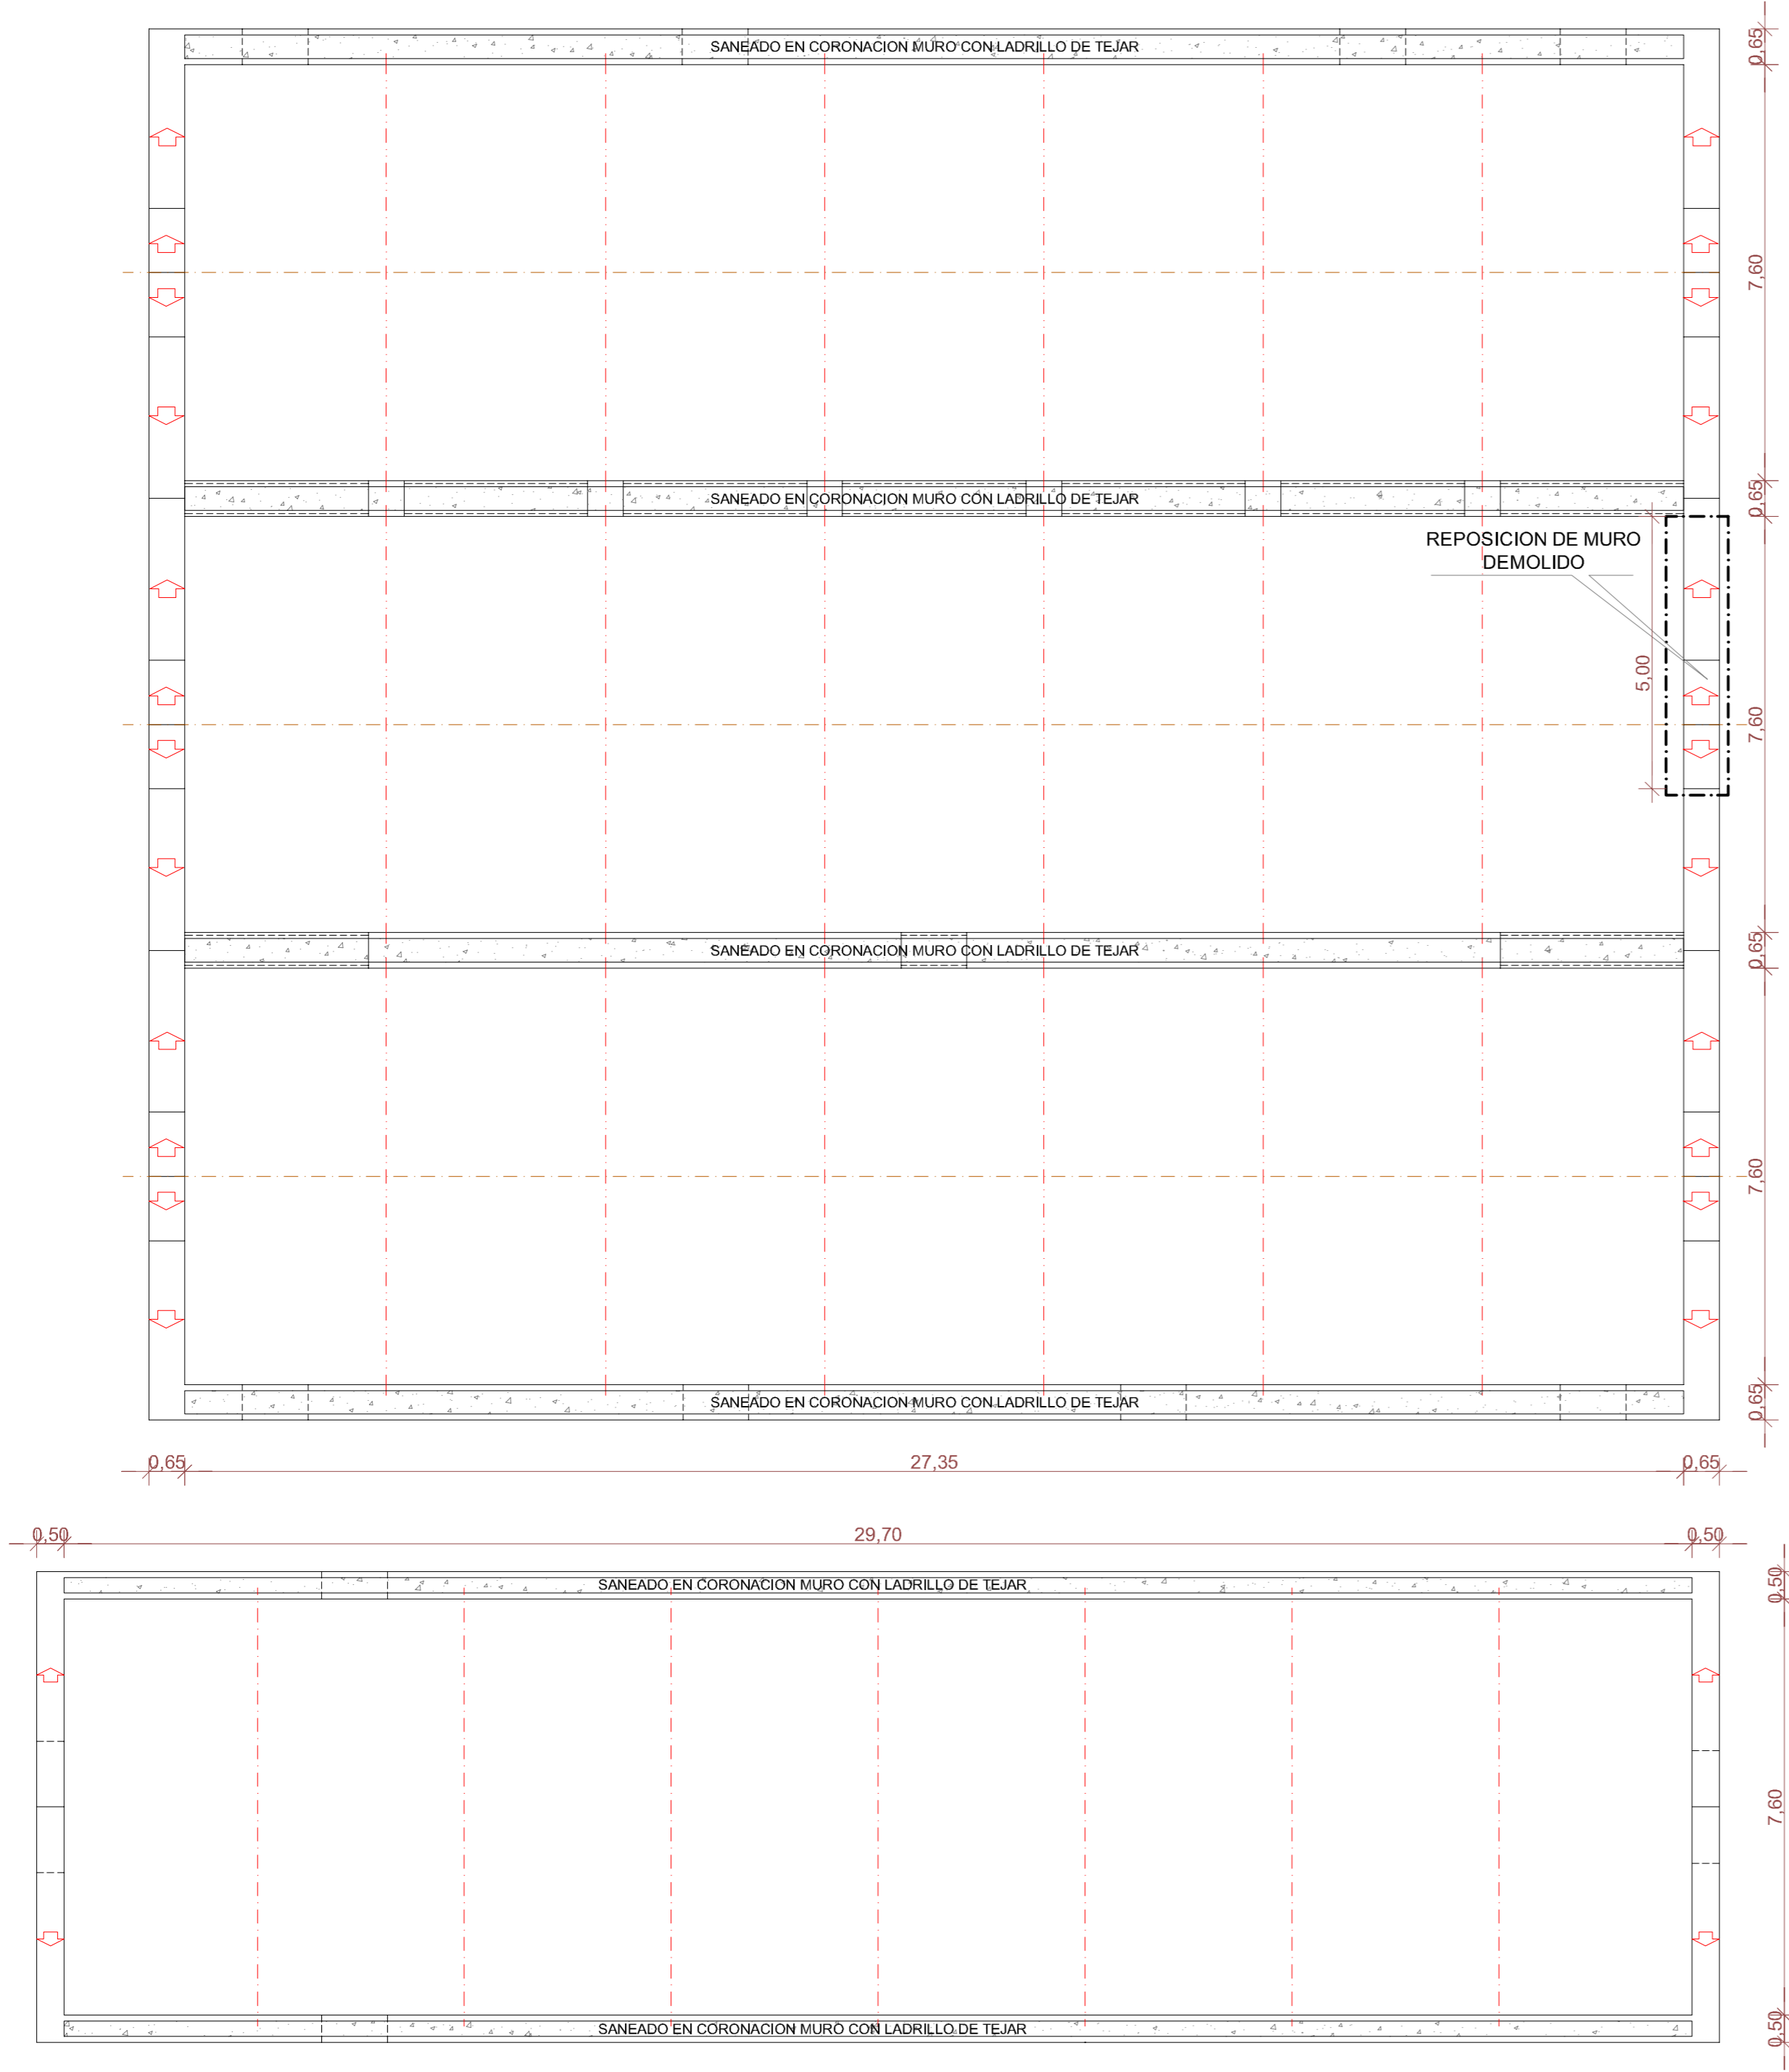 SANEADO EN CORONACION MURO CON LADRILLO DE TEJAR
0,65
7,60
SANEADO EN CORONACION MURO CON LADRILLO DE TEJAR
0,65
REPOSICION DE MURO
DEMOLIDO
5,00
7,60
SANEADO EN CORONACION MURO CON LADRILLO DE TEJAR
0,65
7,60
SANEADO EN CORONACION MURO CON LADRILLO DE TEJAR
0,65
0,65
27,35
0,65
0,50
29,70
0,50
SANEADO EN CORONACION MURO CON LADRILLO DE TEJAR
0,50
7,60
SANEADO EN CORONACION MURO CON LADRILLO DE TEJAR
0,50